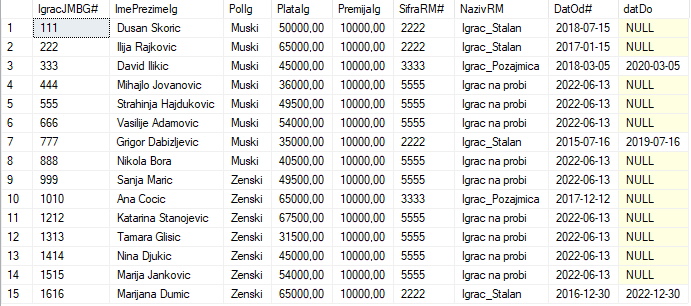 IgracJMBG# ImePrezimeIg PolIg PlataIg PremijaIg SifraRM# NazivRM DatOd# datDo
1 111 Dusan Skoric Muski 50000,00 10000,00 2222 Igrac_Stalan 2018-07-15 NULL
2 222 Ilija Rajkovic Muski 60000,00 10000,00 2222 Igrac_Stalan 2017-01-15 NULL
3 333 David Ilikic Muski 45000,00 10000,00 3333 Igrac_Pozajmica 2018-03-05 2020-03-05
4 444 Mihajlo Jovanovic Muski 36000,00 10000,00 5555 Igrac na probi 2022-06-13 NULL
5 555 Strahinja Hajdukovic Muski 49500,00 10000,00 5555 Igrac na probi 2022-06-13 NULL
6 666 Vasilije Adamovic Muski 54000,00 10000,00 5555 Igrac na probi 2022-06-13 NULL
7 777 Grigor Dabizljevic Muski 35000,00 10000,00 2222 Igrac_Stalan 2015-07-16 2019-07-16
8 888 Nikola Bora Muski 40500,00 10000,00 5555 Igrac na probi 2022-06-13 NULL
9 999 Sanja Maric Zenski 49500,00 10000,00 5555 Igrac na probi 2022-06-13 NULL
10 1010 Ana Cocic Zenski 65000,00 10000,00 3333 Igrac_Pozajmica 2017-12-12 NULL
11 1212 Katarina Stanojevic Zenski 67500,00 10000,00 5555 Igrac na probi 2022-06-13 NULL
12 1313 Tamara Glisic Zenski 31500,00 10000,00 5555 Igrac na probi 2022-06-13 NULL
13 1414 Nina Djukic Zenski 45000,00 10000,00 5555 Igrac na probi 2022-06-13 NULL
14 1515 Marija Jankovic Zenski 54000,00 10000,00 5555 Igrac na probi 2022-06-13 NULL
15 1616 Marijana Dumic Zenski 65000,00 10000,00 2222 Igrac_Stalan 2016-12-30 2022-12-30